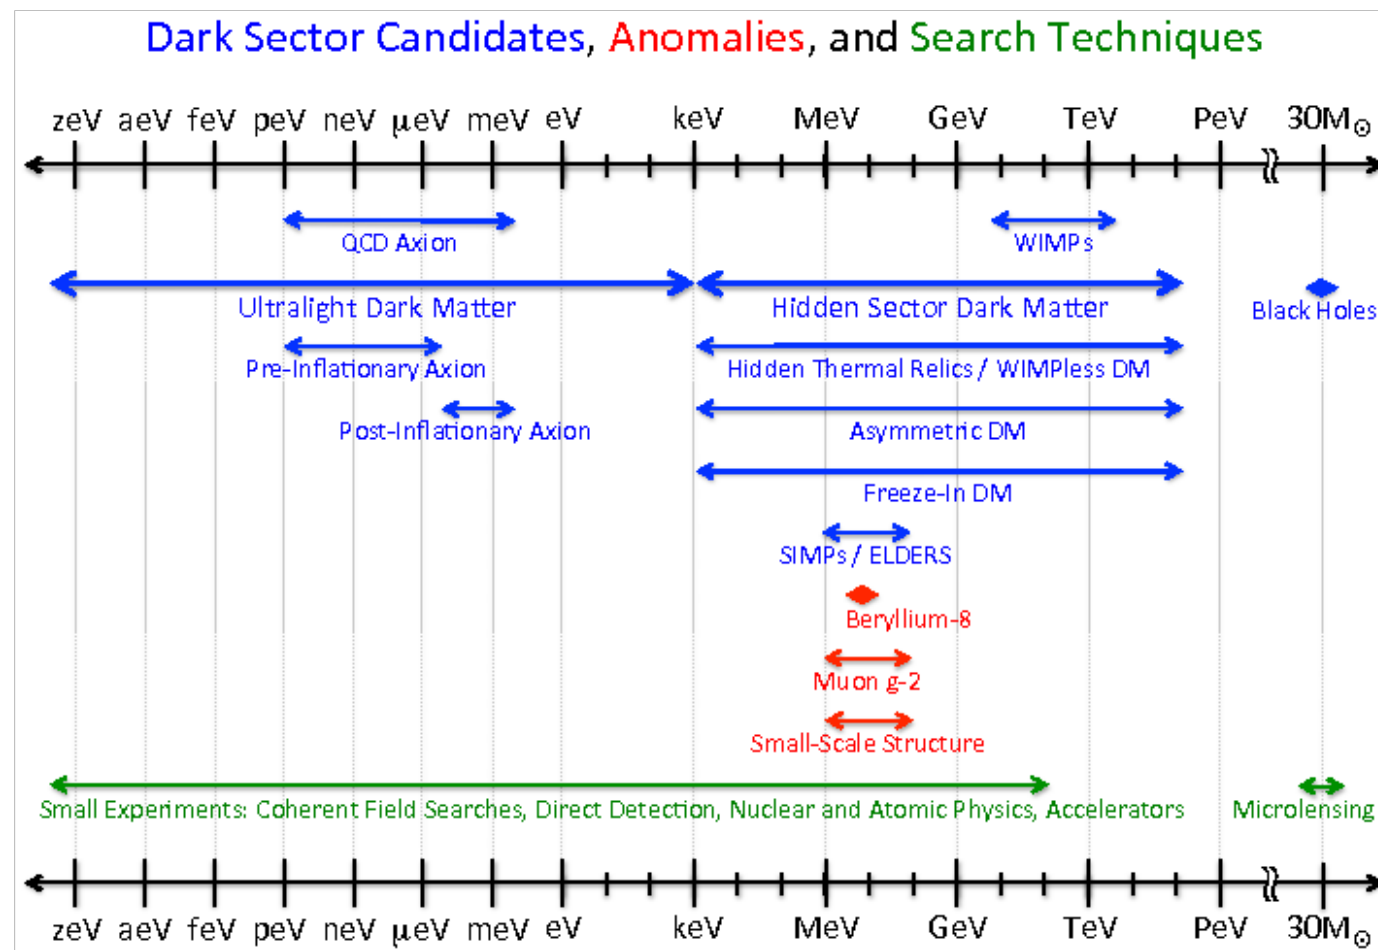 Dark Sector Candidates, Anomalies, and Search Techniques
zeV aeV feV peV neV μeV meV eV keV MeV GeV TeV PeV 30M☉
QCD Axion WIMPs
Ultralight Dark Matter Hidden Sector Dark Matter Black Holes
Pre-Inflationary Axion Hidden Thermal Relics / WIMPless DM
Post-Inflationary Axion Asymmetric DM
Freeze-In DM
SIMPs / ELDERS
Beryllium-8
Muon g-2
Small-Scale Structure
Small Experiments: Coherent Field Searches, Direct Detection, Nuclear and Atomic Physics, Accelerators Microlensing
zeV aeV feV peV neV μeV meV eV keV MeV GeV TeV PeV 30M☉